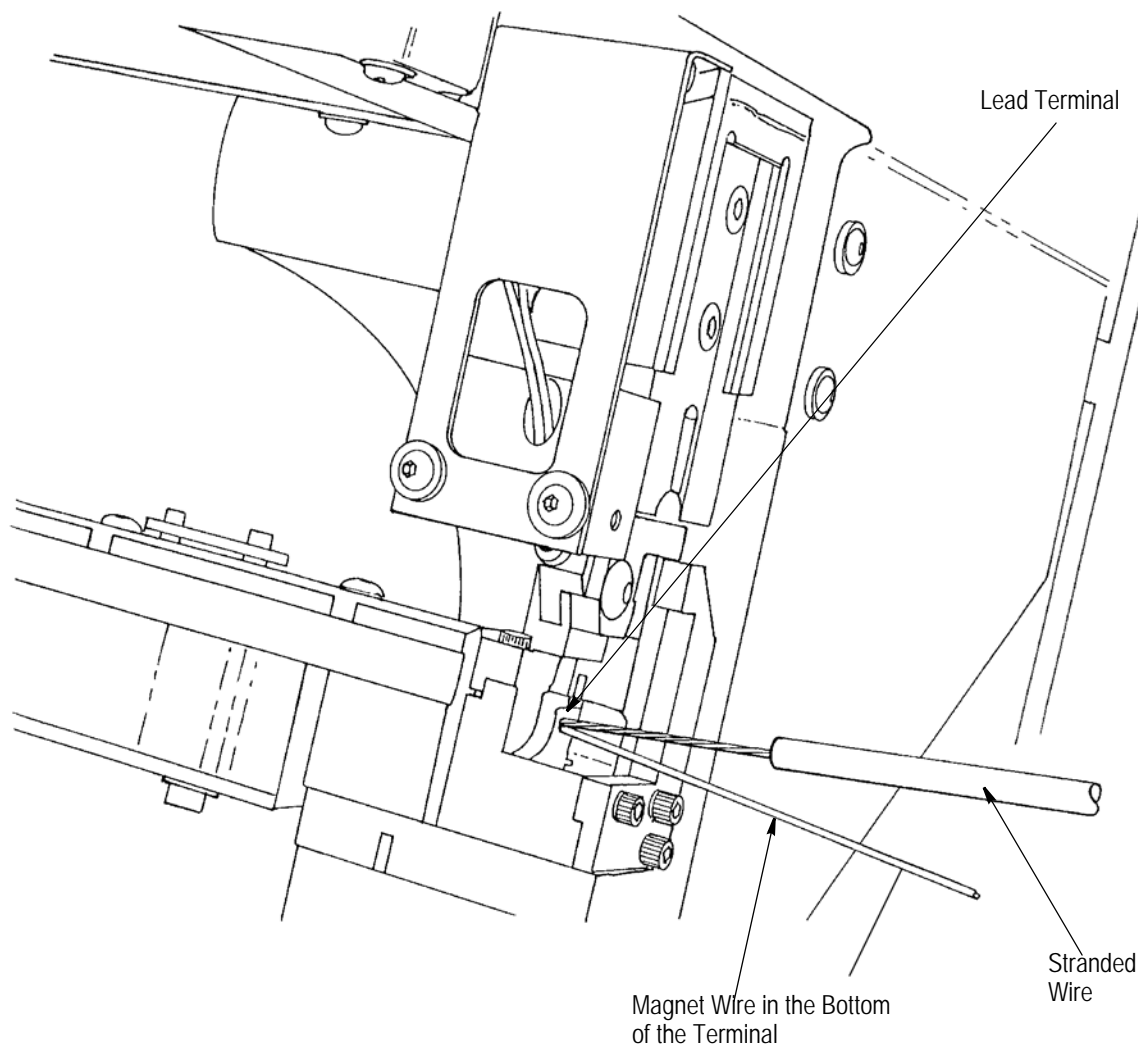 Lead Terminal
Stranded
Wire
Magnet Wire in the Bottom
of the Terminal